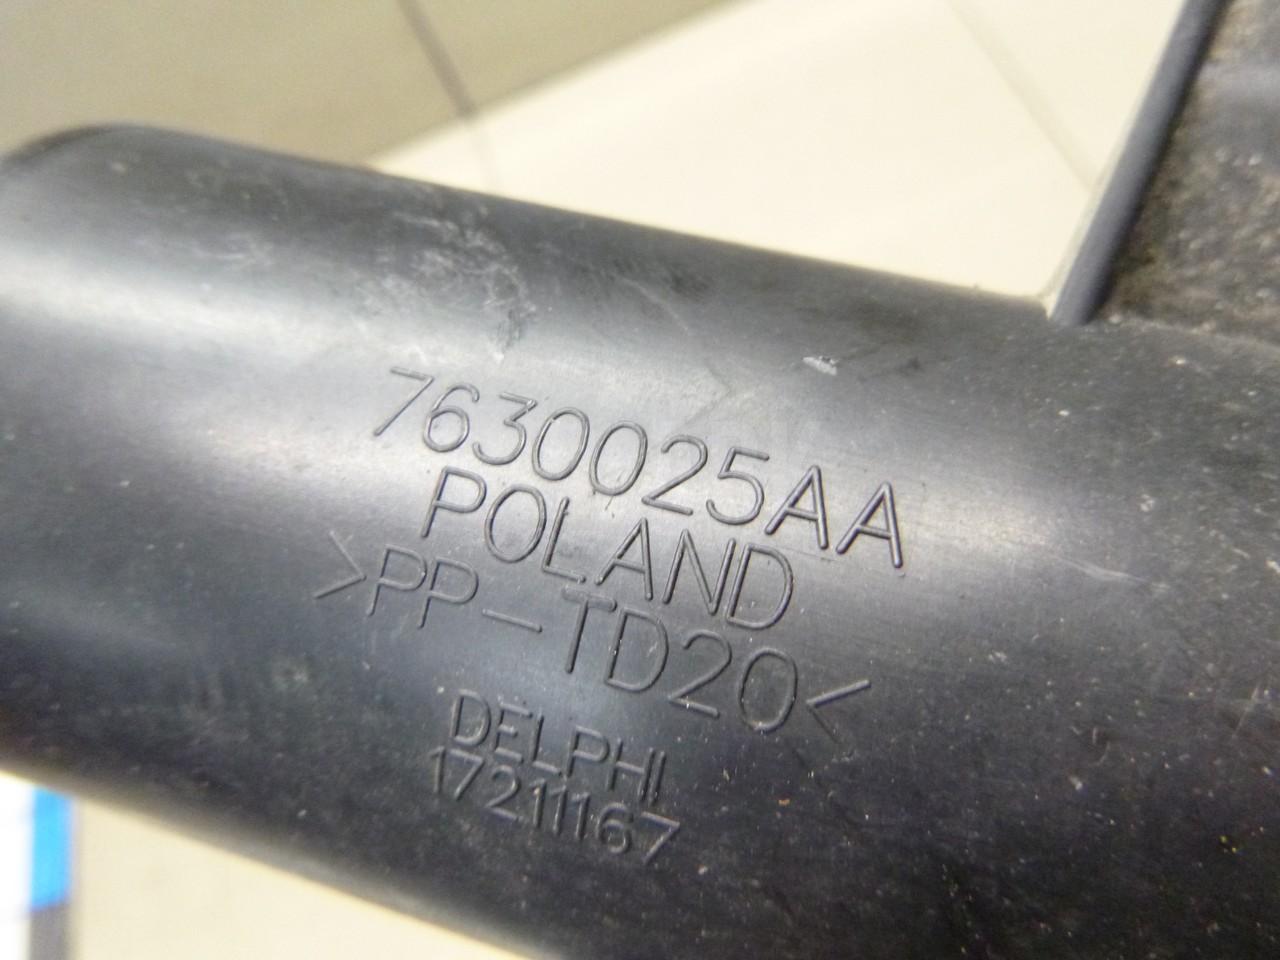 7630025AA
POLAND
>PP-TD20<
DELPHI
17211167